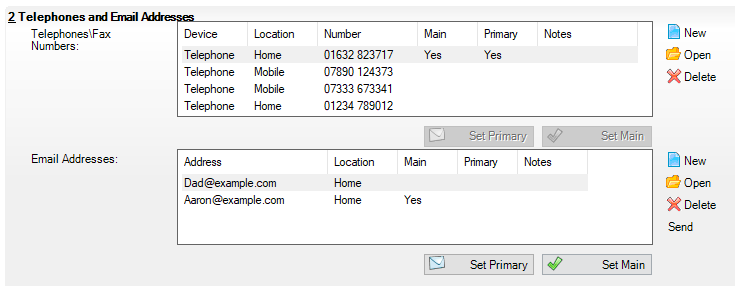 2 Telephones and Email Addresses
Telephones\Fax Numbers:
Device Location Number Main Primary Notes
Telephone Home 01632 823717 Yes Yes
Telephone Mobile 07890 124373
Telephone Mobile 07333 673341
Telephone Home 01234 789012
New
Open
Delete
Set Primary Set Main
Email Addresses:
Address Location Main Primary Notes
Dad@example.com Home
Aaron@example.com Home Yes
New
Open
Delete
Send
Set Primary Set Main